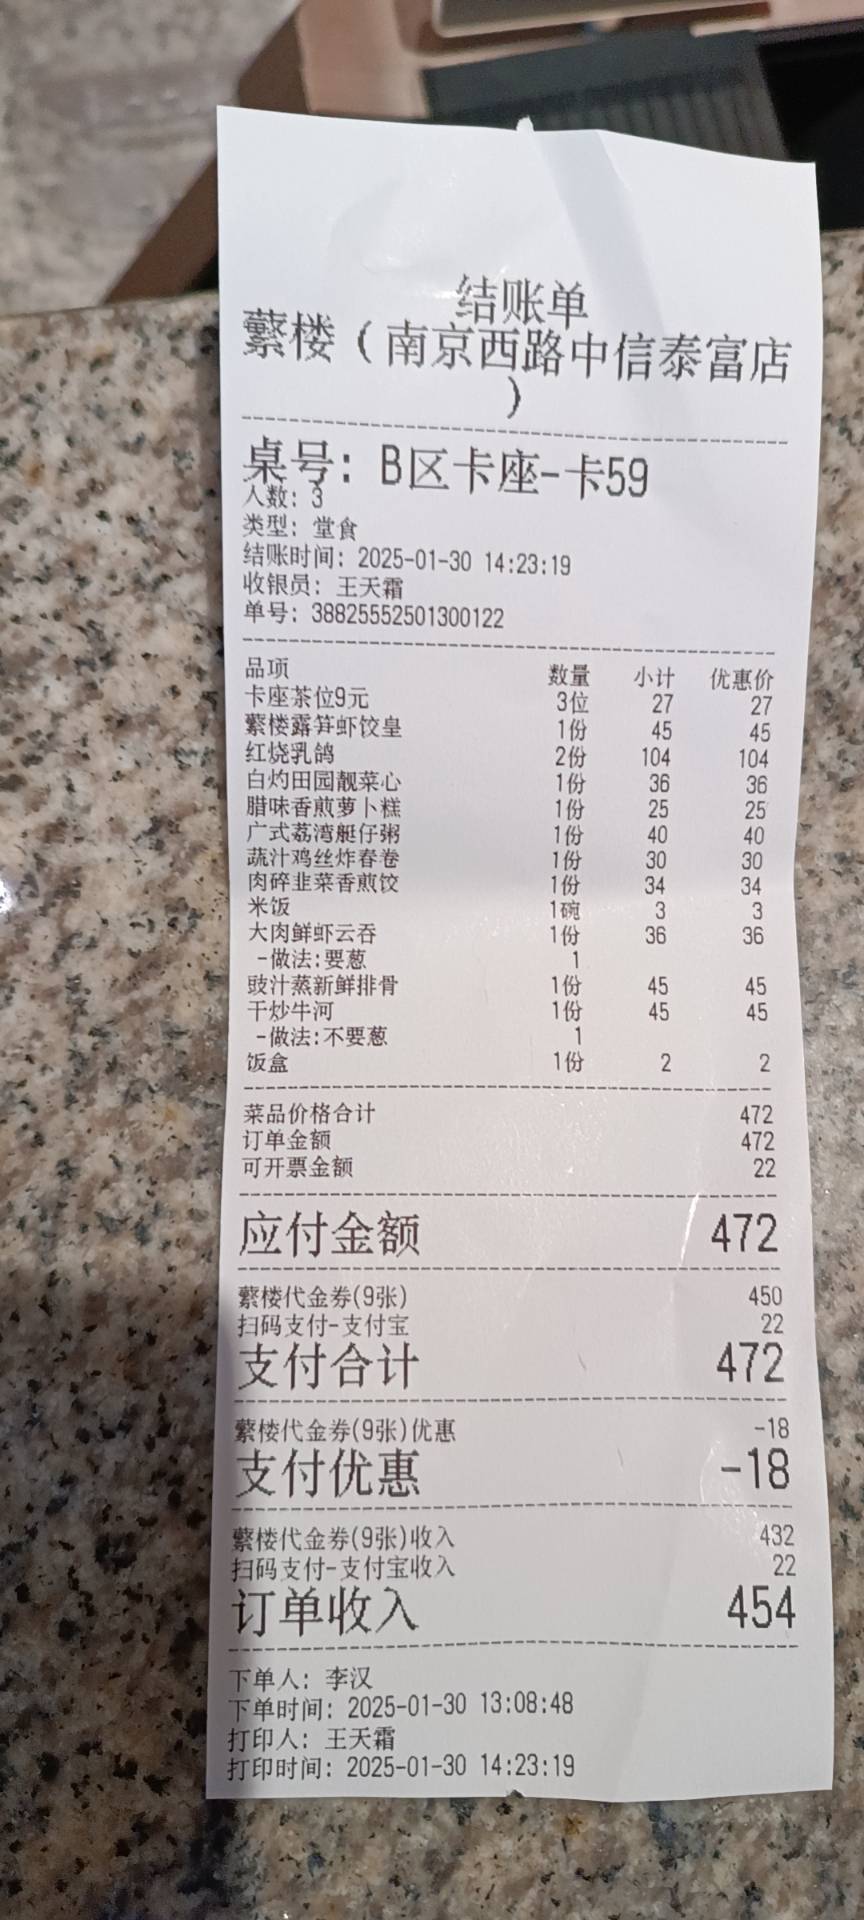 结账单
蘩楼（南京西路中信泰富店
）
桌号: B区卡座-卡59
人数: 3
类型: 堂食
结账时间: 2025-01-30 14:23:19
收银员: 王天霜
单号: 38825552501300122
品项 数量 小计 优惠价
卡座茶位9元 3位 27 27
蘩楼露笋虾饺皇 1份 45 45
红烧乳鸽 2份 104 104
白灼田园靓菜心 1份 36 36
腊味香煎萝卜糕 1份 25 25
广式荔湾艇仔粥 1份 40 40
蔬汁鸡丝炸春卷 1份 30 30
肉碎韭菜香煎饺 1份 34 34
米饭 1碗 3 3
大肉鲜虾云吞 1份 36 36
-做法:要葱 1
豉汁蒸新鲜排骨 1份 45 45
干炒牛河 1份 45 45
-做法:不要葱 1
饭盒 1份 2 2
菜品价格合计 472
订单金额 472
可开票金额 22
应付金额 472
蘩楼代金券(9张) 450
扫码支付-支付宝 22
支付合计 472
蘩楼代金券(9张)优惠 -18
支付优惠 -18
蘩楼代金券(9张)收入 432
扫码支付-支付宝收入 22
订单收入 454
下单人: 李汉
下单时间: 2025-01-30 13:08:48
打印人: 王天霜
打印时间: 2025-01-30 14:23:19